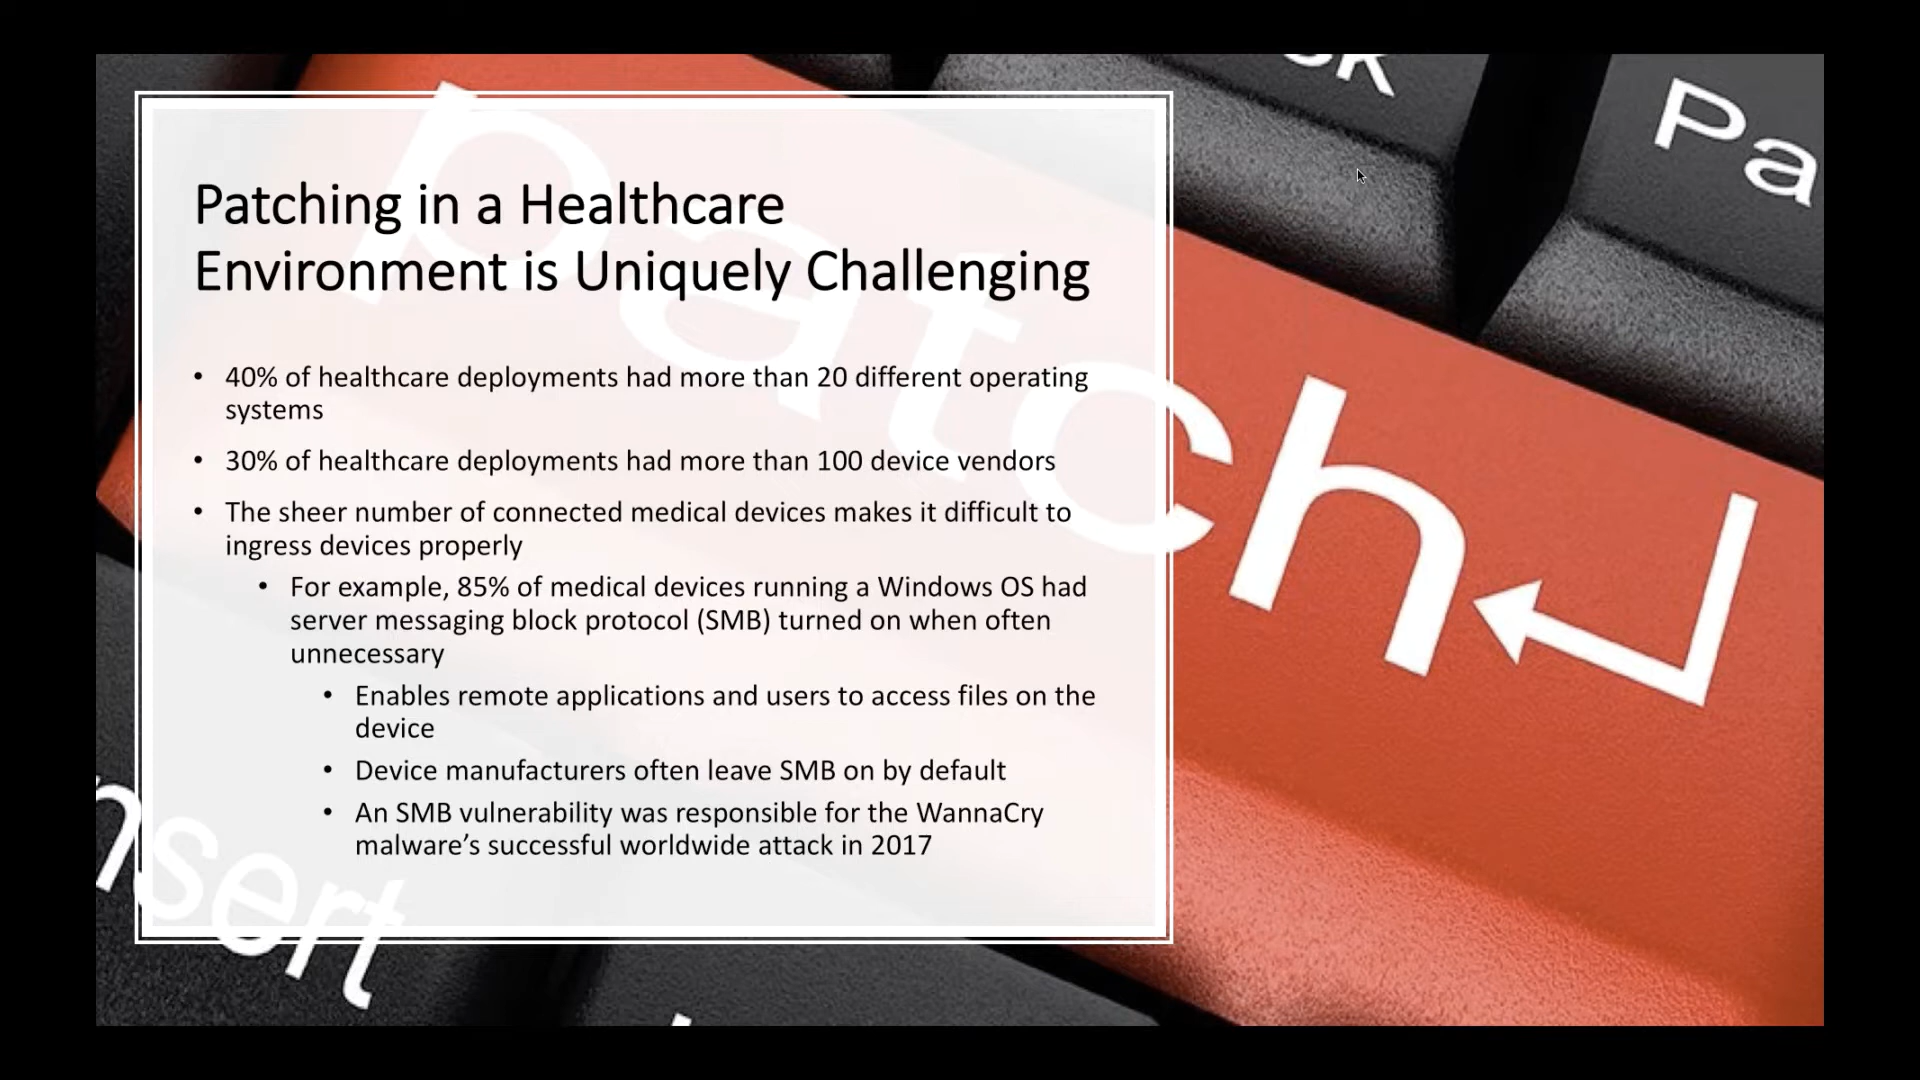 Patching in a Healthcare
Environment is Uniquely Challenging
• 40% of healthcare deployments had more than 20 different operating
systems
• 30% of healthcare deployments had more than 100 device vendors
• The sheer number of connected medical devices makes it difficult to
ingress devices properly
• For example, 85% of medical devices running a Windows OS had
server messaging block protocol (SMB) turned on when often
unnecessary
• Enables remote applications and users to access files on the
device
• Device manufacturers often leave SMB on by default
• An SMB vulnerability was responsible for the WannaCry
malware’s successful worldwide attack in 2017
patch
Pa
nsert